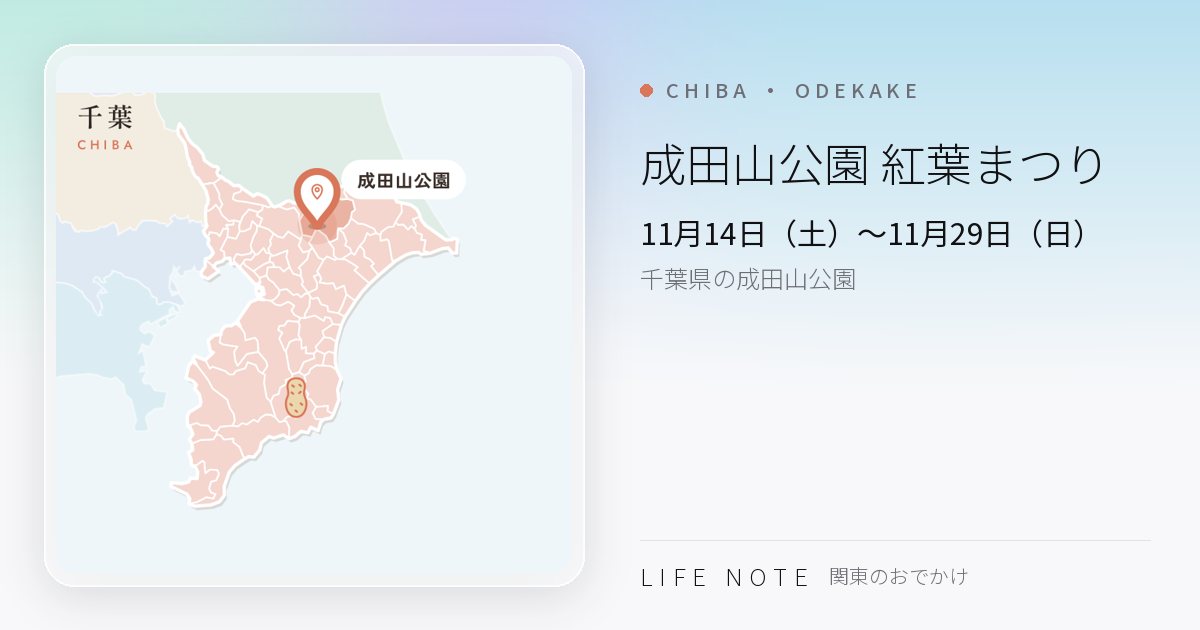 千葉
CHIBA
成田山公園
CHIBA • ODEKAKE
成田山公園 紅葉まつり
11月14日（土）〜11月29日（日）
千葉県の成田山公園
LIFE NOTE 関東のおでかけ